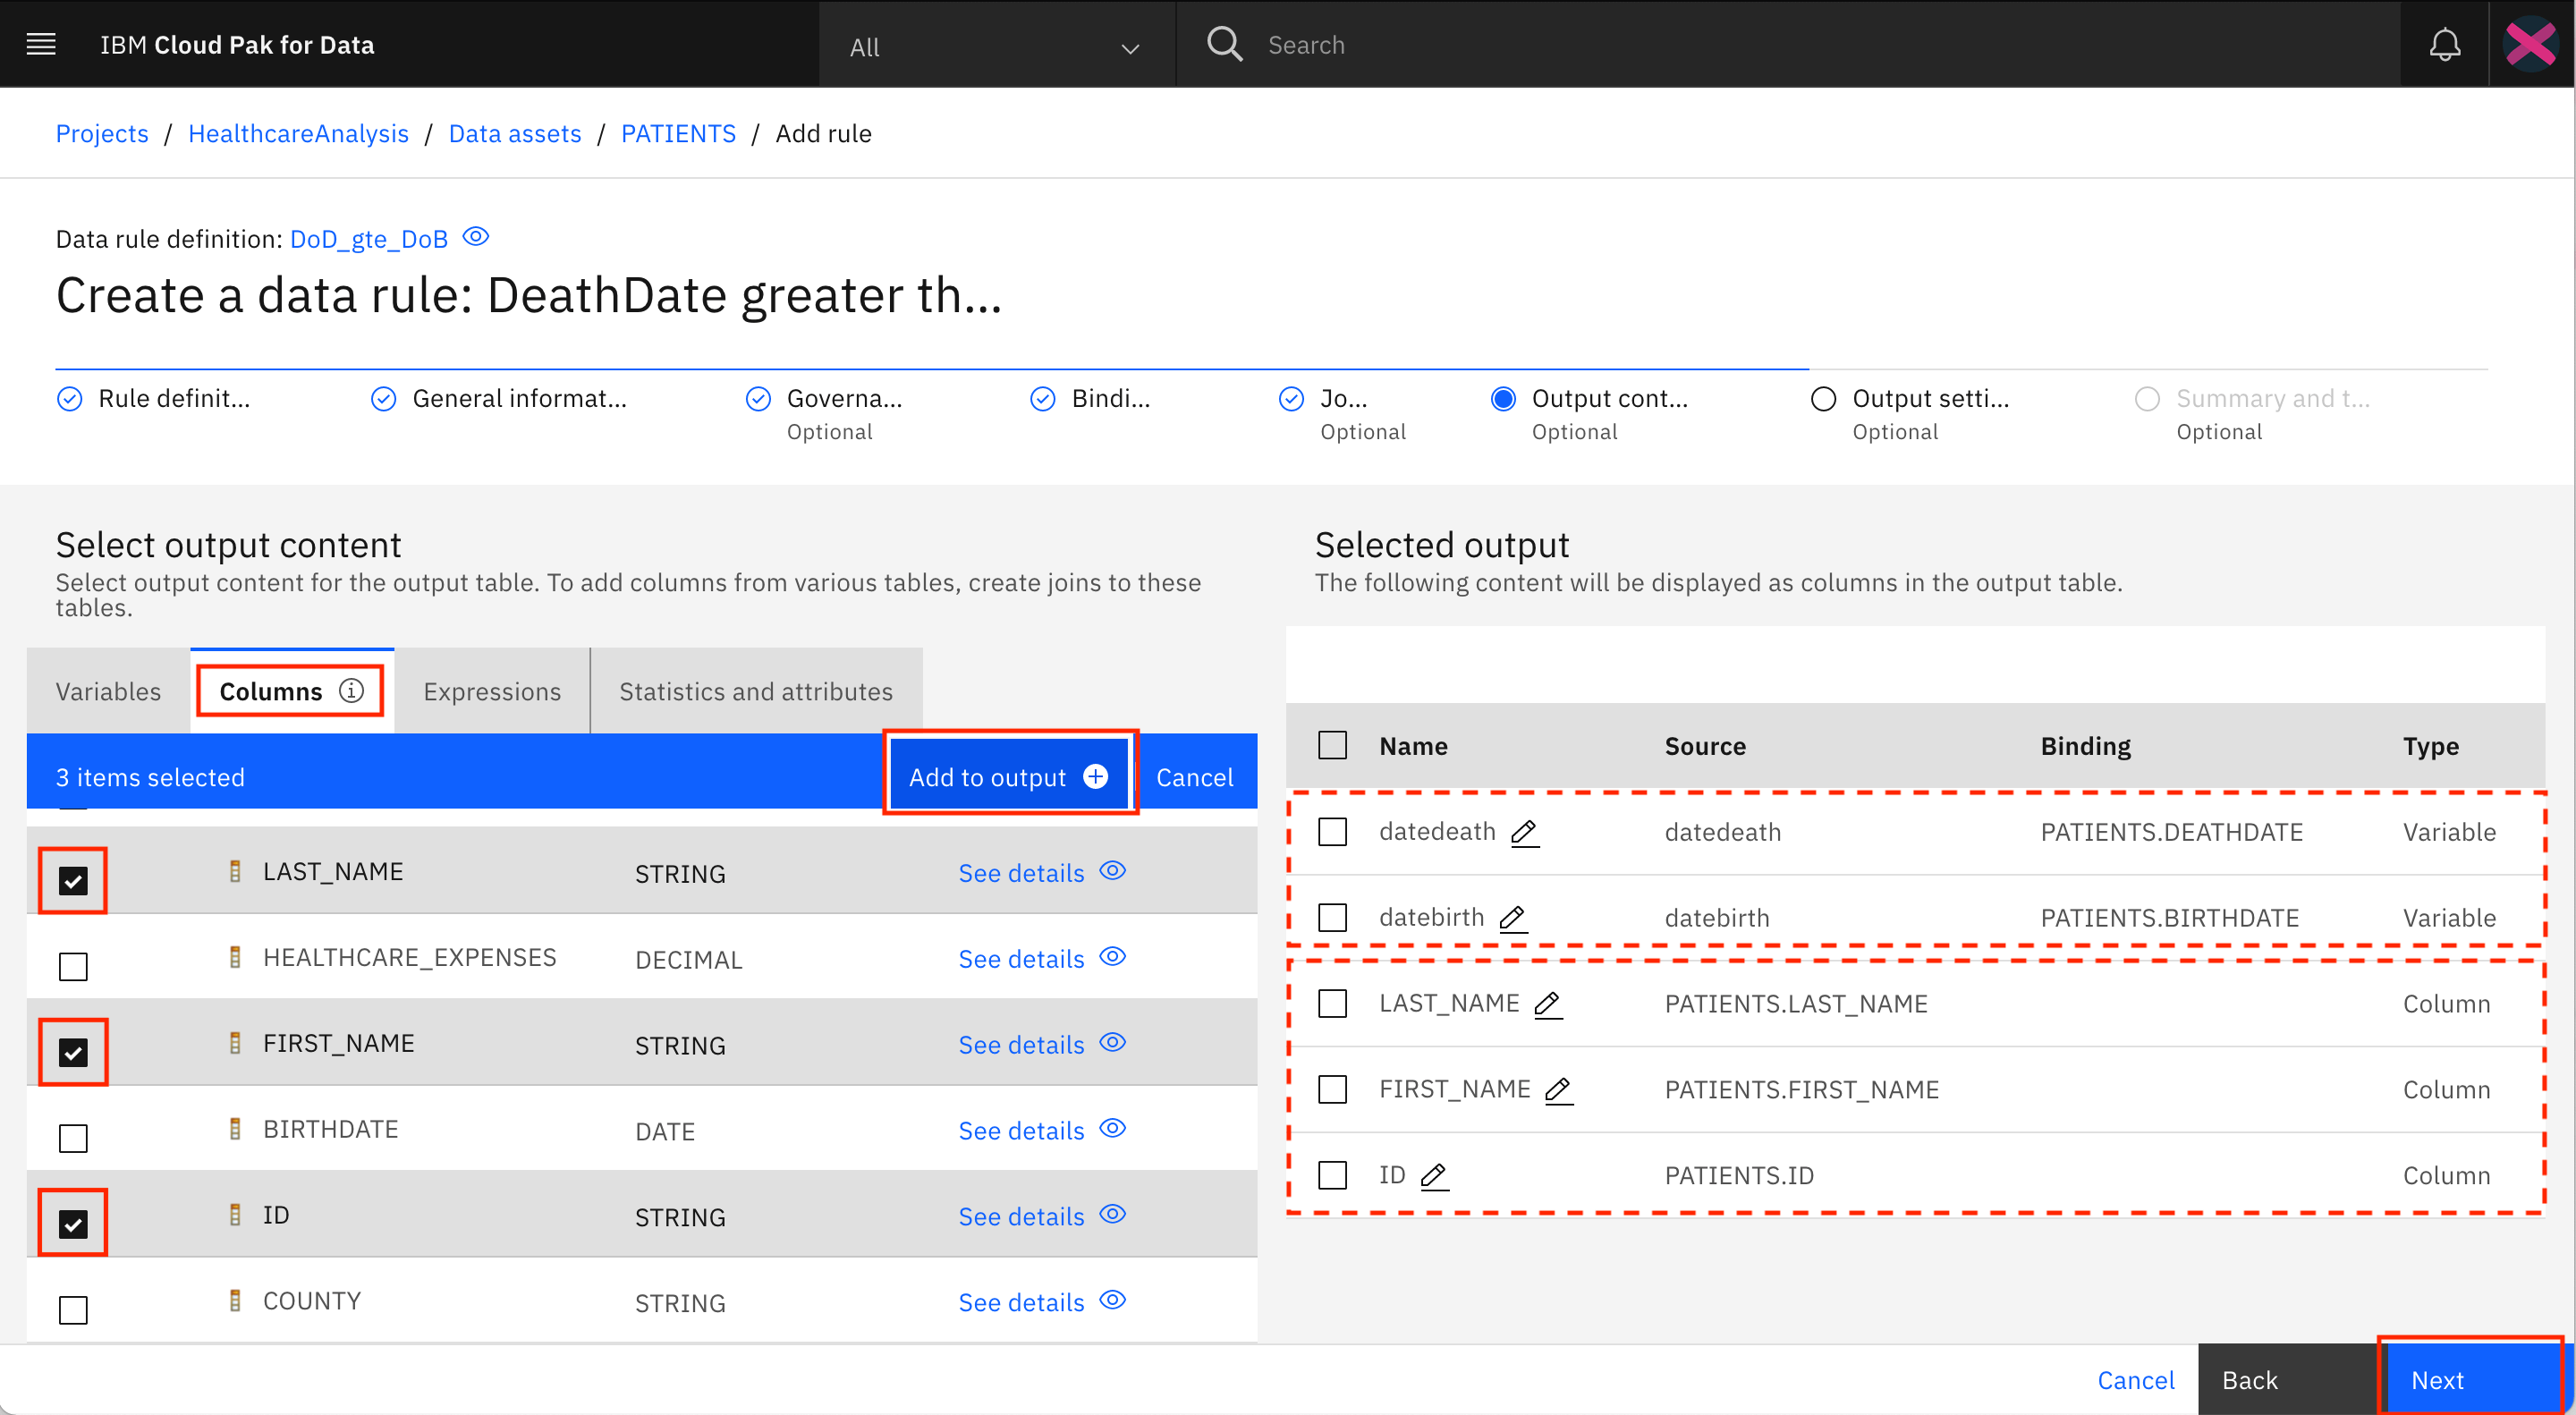 IBM Cloud Pak for Data
All
Search
Projects / HealthcareAnalysis / Data assets / PATIENTS / Add rule
Data rule definition: DoD_gte_DoB
Create a data rule: DeathDate greater th...
Rule definit...
General informat...
Governa...
Optional
Bindi...
Jo...
Optional
Output cont...
Optional
Output setti...
Optional
Summary and t...
Optional
Select output content
Select output content for the output table. To add columns from various tables, create joins to these
tables.
Variables
Columns
Expressions
Statistics and attributes
3 items selected
Add to output
Cancel
LAST_NAME STRING See details
HEALTHCARE_EXPENSES DECIMAL See details
FIRST_NAME STRING See details
BIRTHDATE DATE See details
ID STRING See details
COUNTY STRING See details
Selected output
The following content will be displayed as columns in the output table.
Name Source Binding Type
datedeath datedeath PATIENTS.DEATHDATE Variable
datebirth datebirth PATIENTS.BIRTHDATE Variable
LAST_NAME PATIENTS.LAST_NAME Column
FIRST_NAME PATIENTS.FIRST_NAME Column
ID PATIENTS.ID Column
Cancel
Back
Next